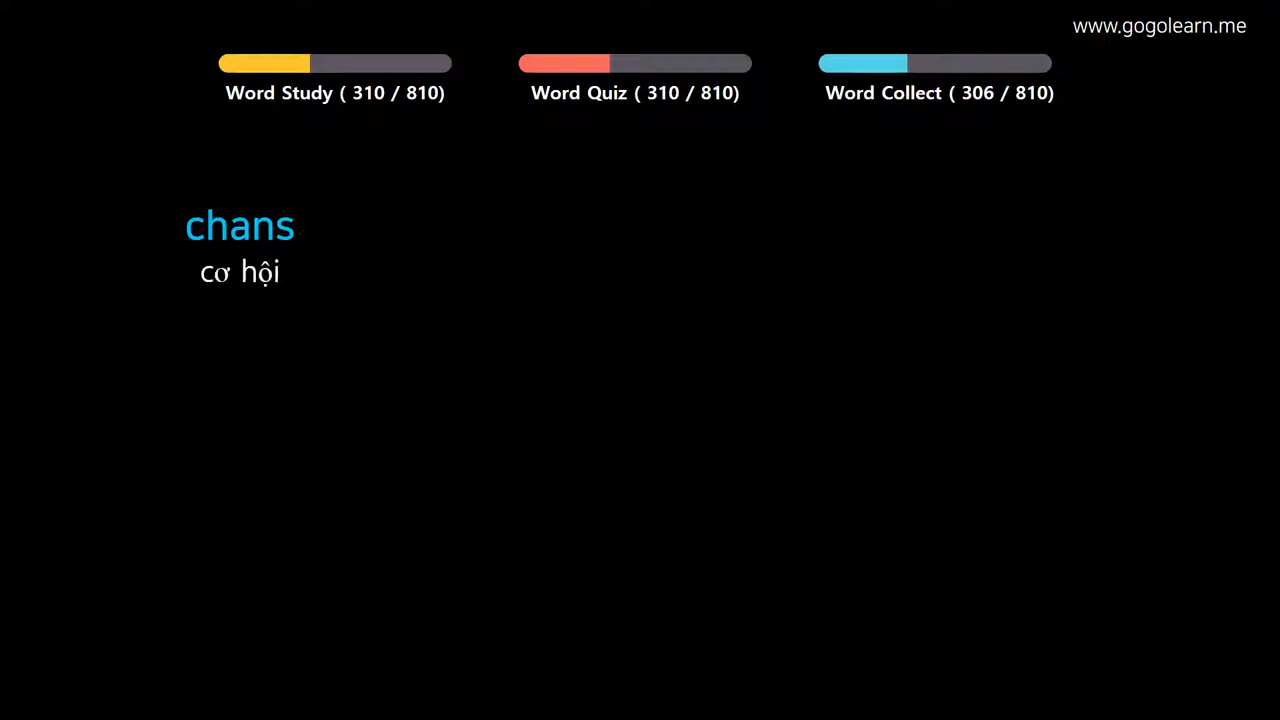 www.gogolearn.me
Word Study ( 310 / 810)
Word Quiz ( 310 / 810)
Word Collect ( 306 / 810)
chans
cơ hội